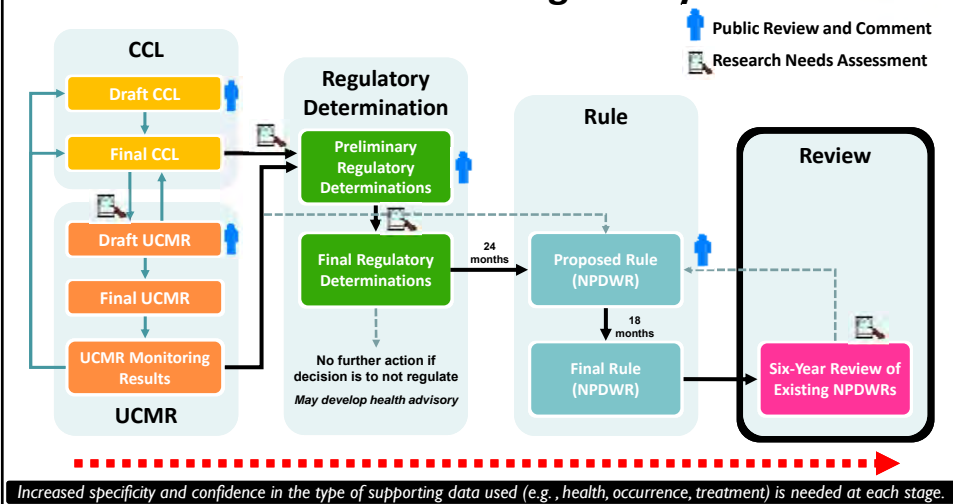 Public Review and Comment
Research Needs Assessment
CCL
Draft CCL
Final CCL
Draft UCMR
Final UCMR
UCMR Monitoring
Results
UCMR
Regulatory
Determination
Preliminary
Regulatory
Determinations
Final Regulatory
Determinations
No further action if
decision is to not regulate
May develop health advisory
24
months
Rule
Proposed Rule
(NPDWR)
18
months
Final Rule
(NPDWR)
Review
Six-Year Review of
Existing NPDWRs
Increased specificity and confidence in the type of supporting data used (e.g., health, occurrence, treatment) is needed at each stage.